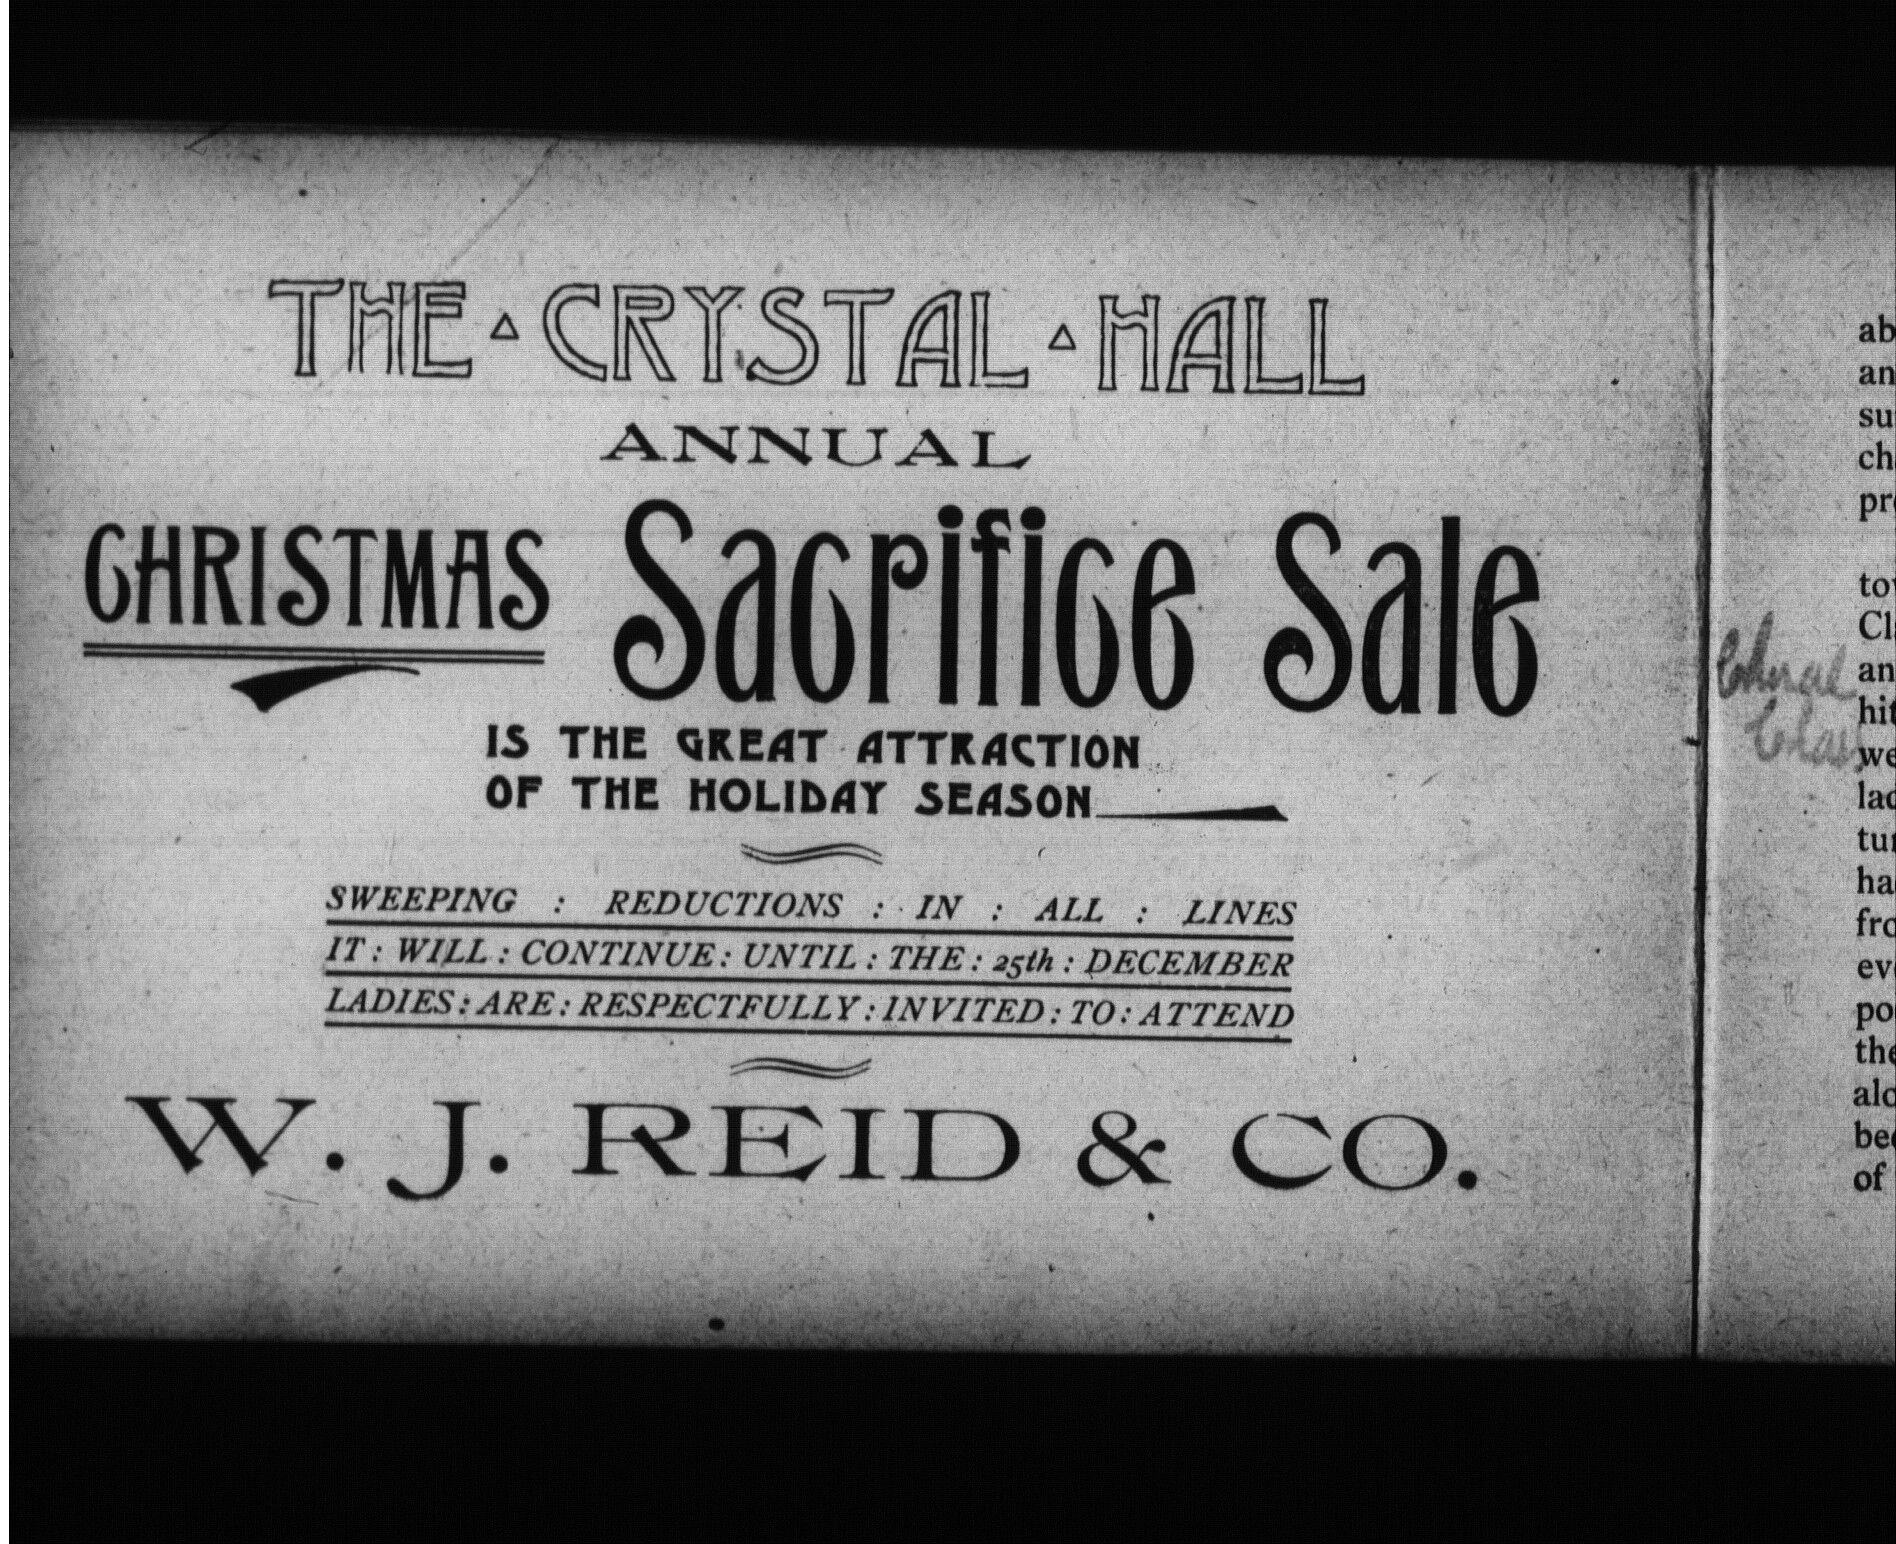 THE CRYSTAL HALL
ANNUAL
CHRISTMAS Sacrifice Sale
IS THE GREAT ATTRACTION
OF THE HOLIDAY SEASON
SWEEPING : REDUCTIONS : IN : ALL : LINES
IT : WILL : CONTINUE : UNTIL : THE : 25th : DECEMBER
LADIES : ARE : RESPECTFULLY : INVITED : TO : ATTEND
W. J. REID & CO.
of